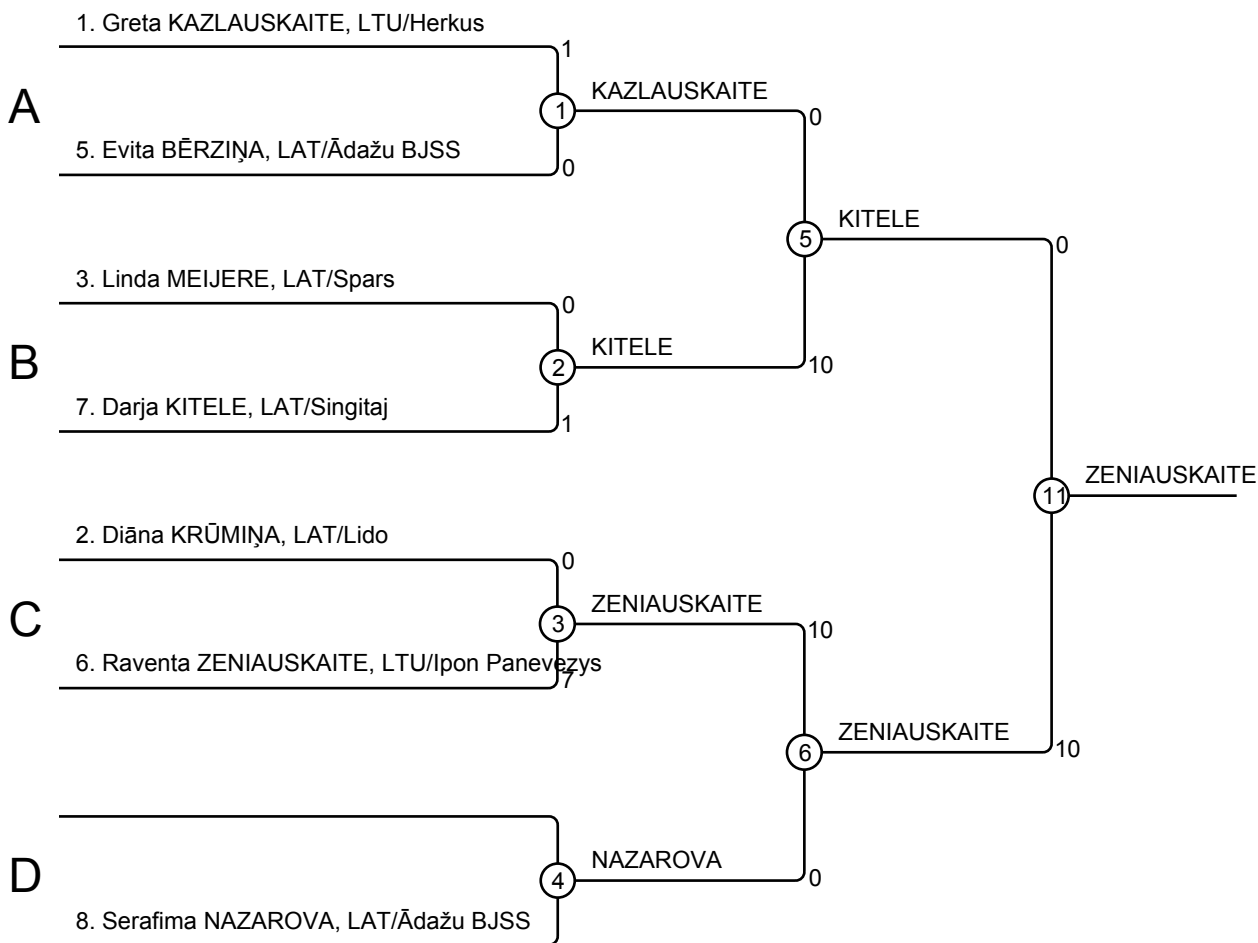 1. Greta KAZLAUSKAITE, LTU/Herkus
1
A
1
KAZLAUSKAITE
0
5. Evita BĒRZIŅA, LAT/Ādažu BJSS
0
5
KITELE
0
3. Linda MEIJERE, LAT/Spars
0
B
2
KITELE
10
7. Darja KITELE, LAT/Singitaj
1
11
ZENIAUSKAITE
2. Diāna KRŪMIŅA, LAT/Lido
0
C
3
ZENIAUSKAITE
10
6. Raventa ZENIAUSKAITE, LTU/Ipon Panevezys
7
6
ZENIAUSKAITE
10
D
4
NAZAROVA
0
8. Serafima NAZAROVA, LAT/Ādažu BJSS